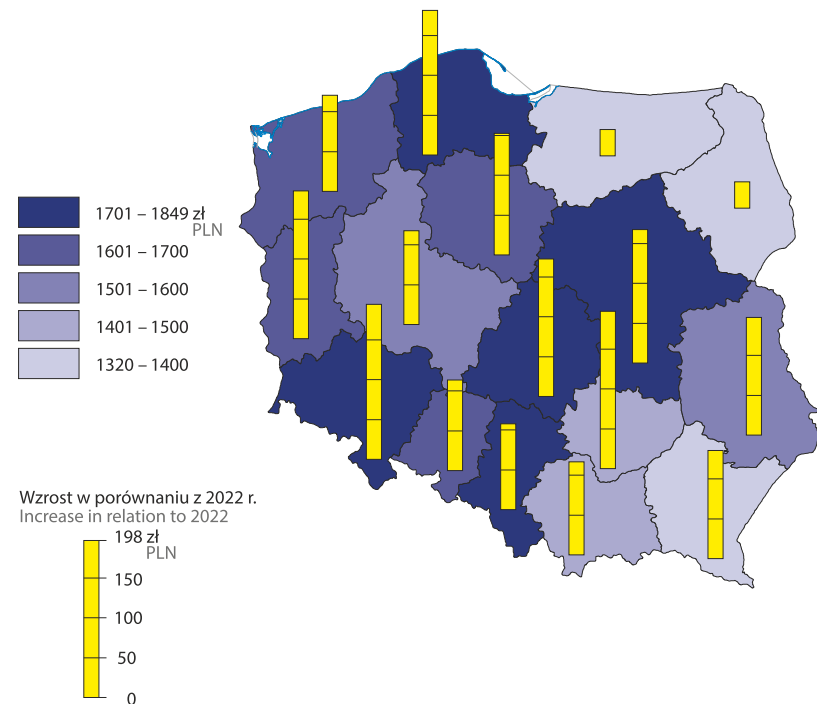 1701 – 1849 zł
PLN
1601 – 1700
1501 – 1600
1401 – 1500
1320 – 1400
Wzrost w porównaniu z 2022 r.
Increase in relation to 2022
198 zł
PLN
150
100
50
0